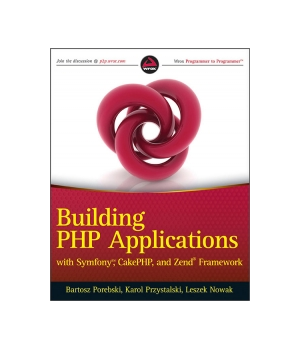 Join the discussion @ p2p.wrox.com
Wrox Programmer to Programmer™
wrox
Building
PHP Applications
with Symfony™, CakePHP, and Zend® Framework
Bartosz Porebski, Karol Przystalski, Leszek Nowak